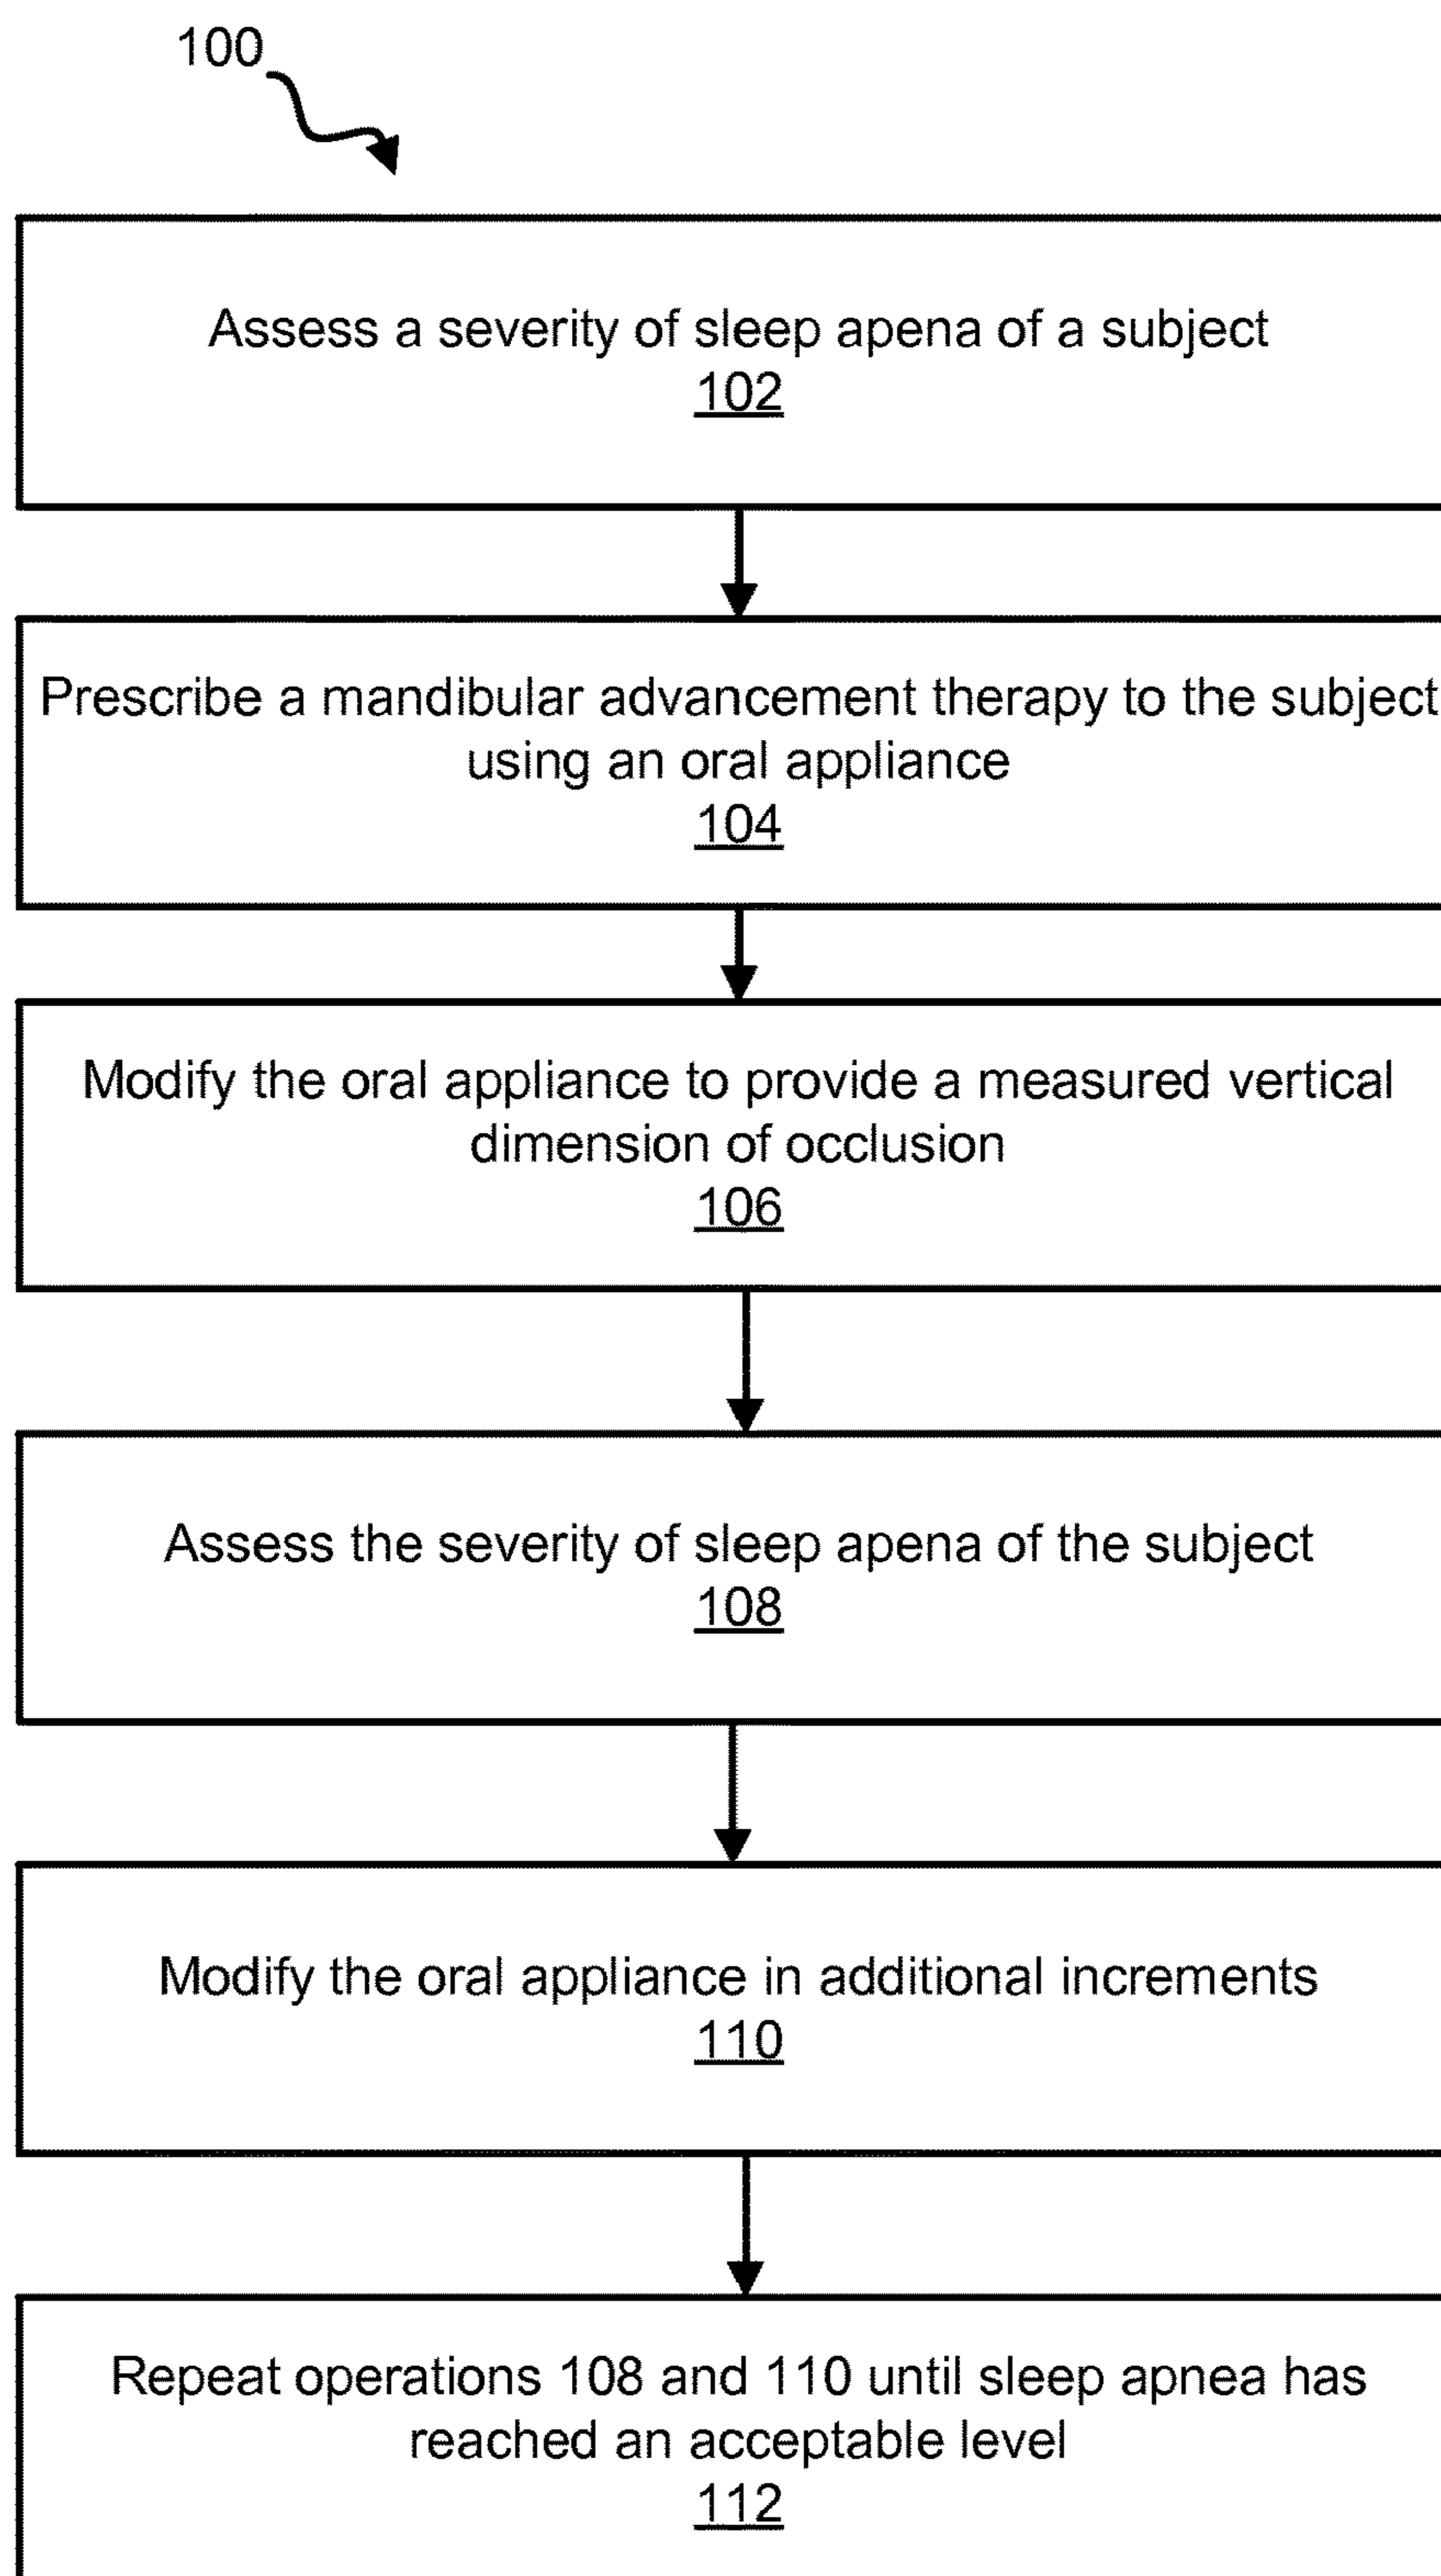 100
Assess a severity of sleep apena of a subject
102
Prescribe a mandibular advancement therapy to the subject
using an oral appliance
104
Modify the oral appliance to provide a measured vertical
dimension of occlusion
106
Assess the severity of sleep apena of the subject
108
Modify the oral appliance in additional increments
110
Repeat operations 108 and 110 until sleep apnea has
reached an acceptable level
112